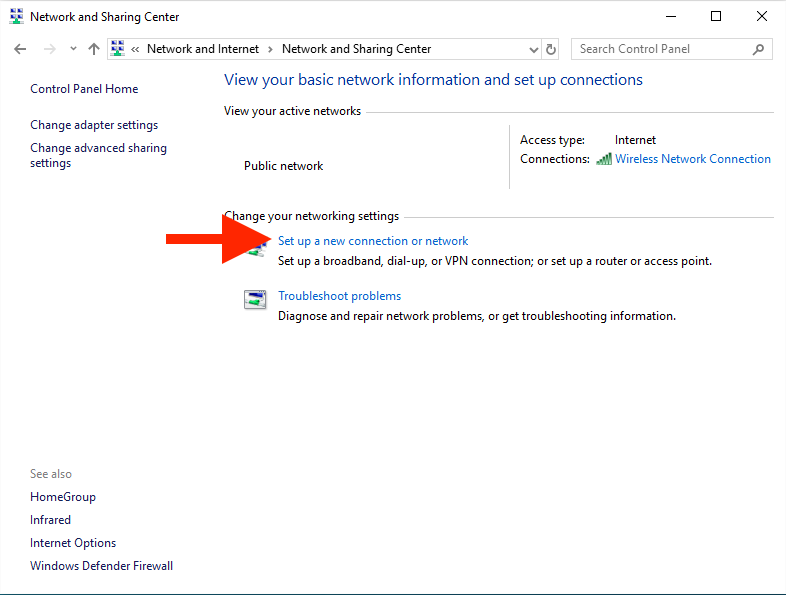 Network and Sharing Center
« Network and Internet › Network and Sharing Center
Search Control Panel
Control Panel Home
Change adapter settings
Change advanced sharing
settings
View your basic network information and set up connections
View your active networks
Public network
Access type: Internet
Connections: Wireless Network Connection
Change your networking settings
Set up a new connection or network
Set up a broadband, dial-up, or VPN connection; or set up a router or access point.
Troubleshoot problems
Diagnose and repair network problems, or get troubleshooting information.
See also
HomeGroup
Infrared
Internet Options
Windows Defender Firewall